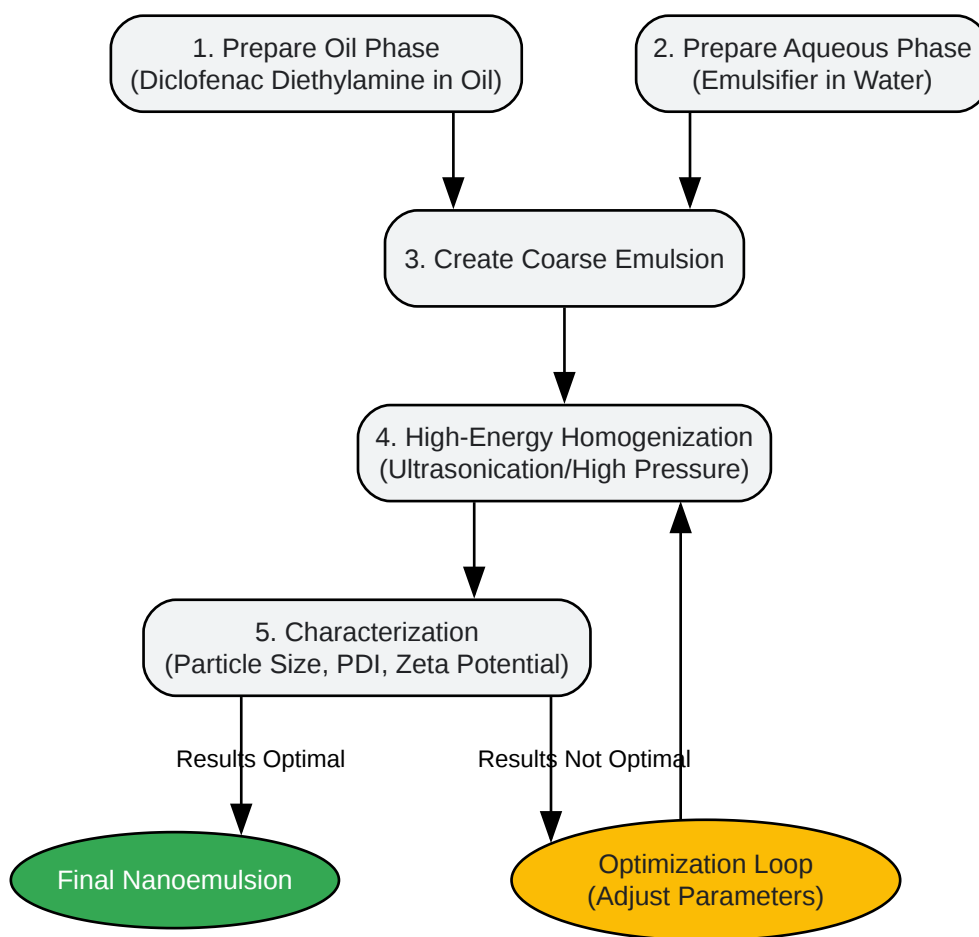 1. Prepare Oil Phase
(Diclofenac Diethylamine in Oil)
2. Prepare Aqueous Phase
(Emulsifier in Water)
3. Create Coarse Emulsion
4. High-Energy Homogenization
(Ultrasonication/High Pressure)
5. Characterization
(Particle Size, PDI, Zeta Potential)
Results Optimal
Results Not Optimal
Final Nanoemulsion
Optimization Loop
(Adjust Parameters)